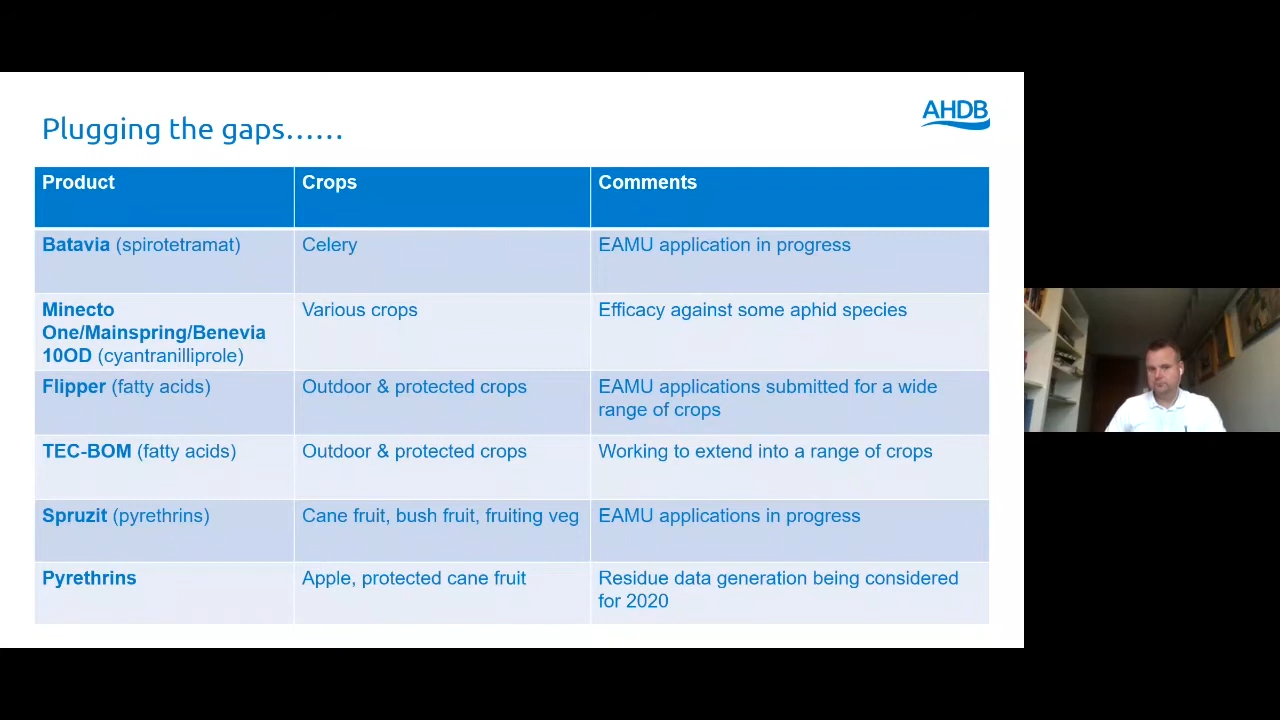 Plugging the gaps......
AHDB
Product
Crops
Comments
Batavia (spirotetramat)
Celery
EAMU application in progress
Minecto
One/Mainspring/Benevia
10OD (cyantranilliprole)
Various crops
Efficacy against some aphid species
Flipper (fatty acids)
Outdoor & protected crops
EAMU applications submitted for a wide
range of crops
TEC-BOM (fatty acids)
Outdoor & protected crops
Working to extend into a range of crops
Spruzit (pyrethrins)
Cane fruit, bush fruit, fruiting veg
EAMU applications in progress
Pyrethrins
Apple, protected cane fruit
Residue data generation being considered
for 2020